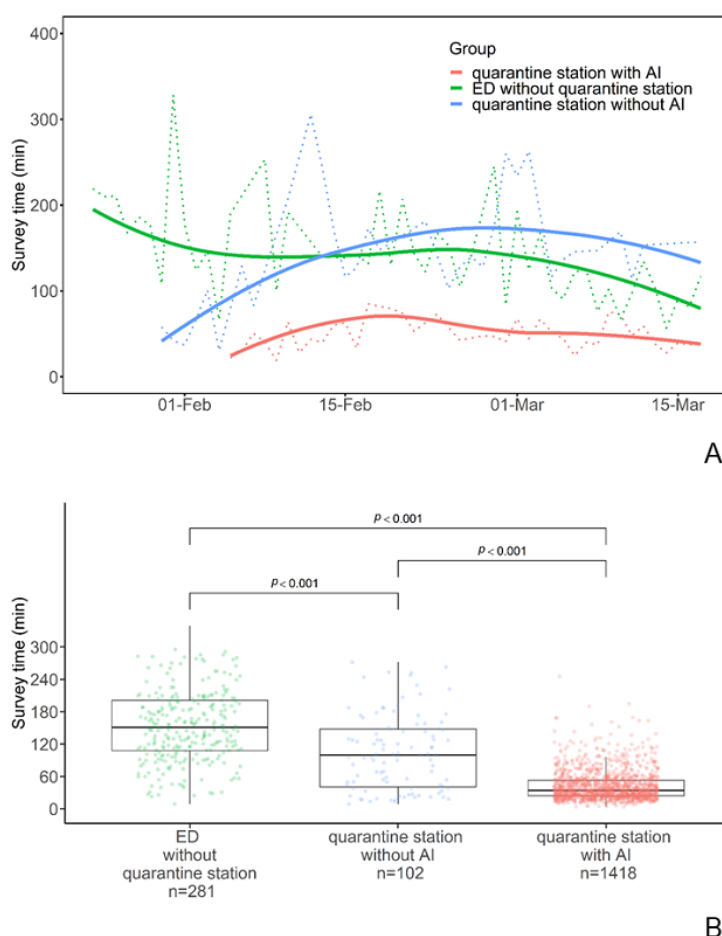 400
300
200
100
0
Survey time (min)
Group
quarantine station with AI
ED without quarantine station
quarantine station without AI
01-Feb
15-Feb
01-Mar
15-Mar
A
p < 0.001
p < 0.001
p < 0.001
Survey time (min)
300
240
180
120
60
0
ED
without
quarantine station
n=281
quarantine station
without AI
n=102
quarantine station
with AI
n=1418
B